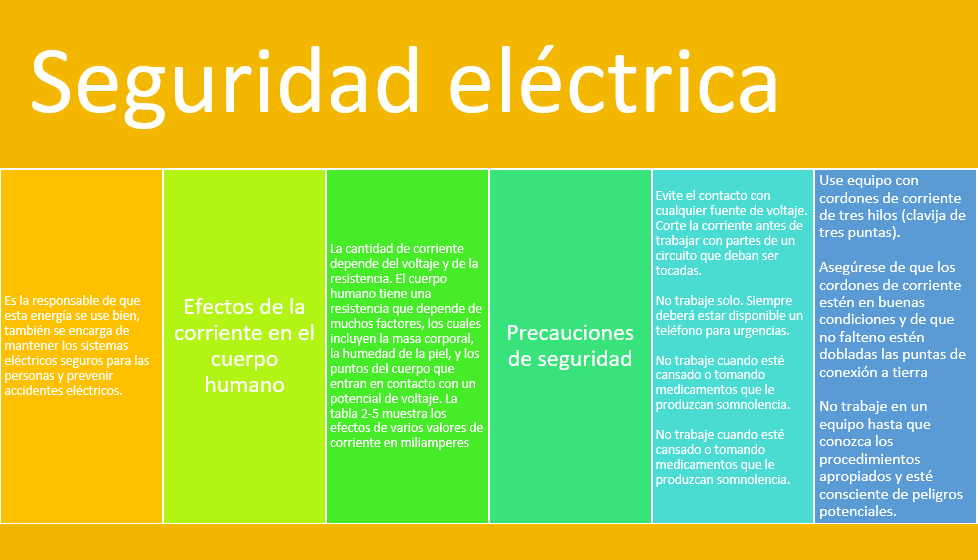 Seguridad eléctrica
Es la responsable de que
esta energía se use bien,
también se encarga de
mantener los sistemas
eléctricos seguros para las
personas y prevenir
accidentes eléctricos.
Efectos de la
corriente en el
cuerpo
humano
La cantidad de corriente
depende del voltaje y de la
resistencia. El cuerpo
humano tiene una
resistencia que depende de
muchos factores, los cuales
incluyen la masa corporal,
la humedad de la piel, y los
puntos del cuerpo que
entran en contacto con un
potencial de voltaje. La
tabla 2-5 muestra los
efectos de varios valores de
corriente en miliamperes
Precauciones
de seguridad
Evite el contacto con
cualquier fuente de voltaje.
Corte la corriente antes de
trabajar con partes de un
circuito que deban ser
tocadas.
No trabaje solo. Siempre
deberá estar disponible un
teléfono para urgencias.
No trabaje cuando esté
cansado o tomando
medicamentos que le
produzcan somnolencia.
No trabaje cuando esté
cansado o tomando
medicamentos que le
produzcan somnolencia.
Use equipo con
cordones de corriente
de tres hilos (clavija de
tres puntas).
Asegúrese de que los
cordones de corriente
estén en buenas
condiciones y de que
no falteno estén
dobladas las puntas de
conexión a tierra
No trabaje en un
equipo hasta que
conozca los
procedimientos
apropiados y esté
consciente de peligros
potenciales.